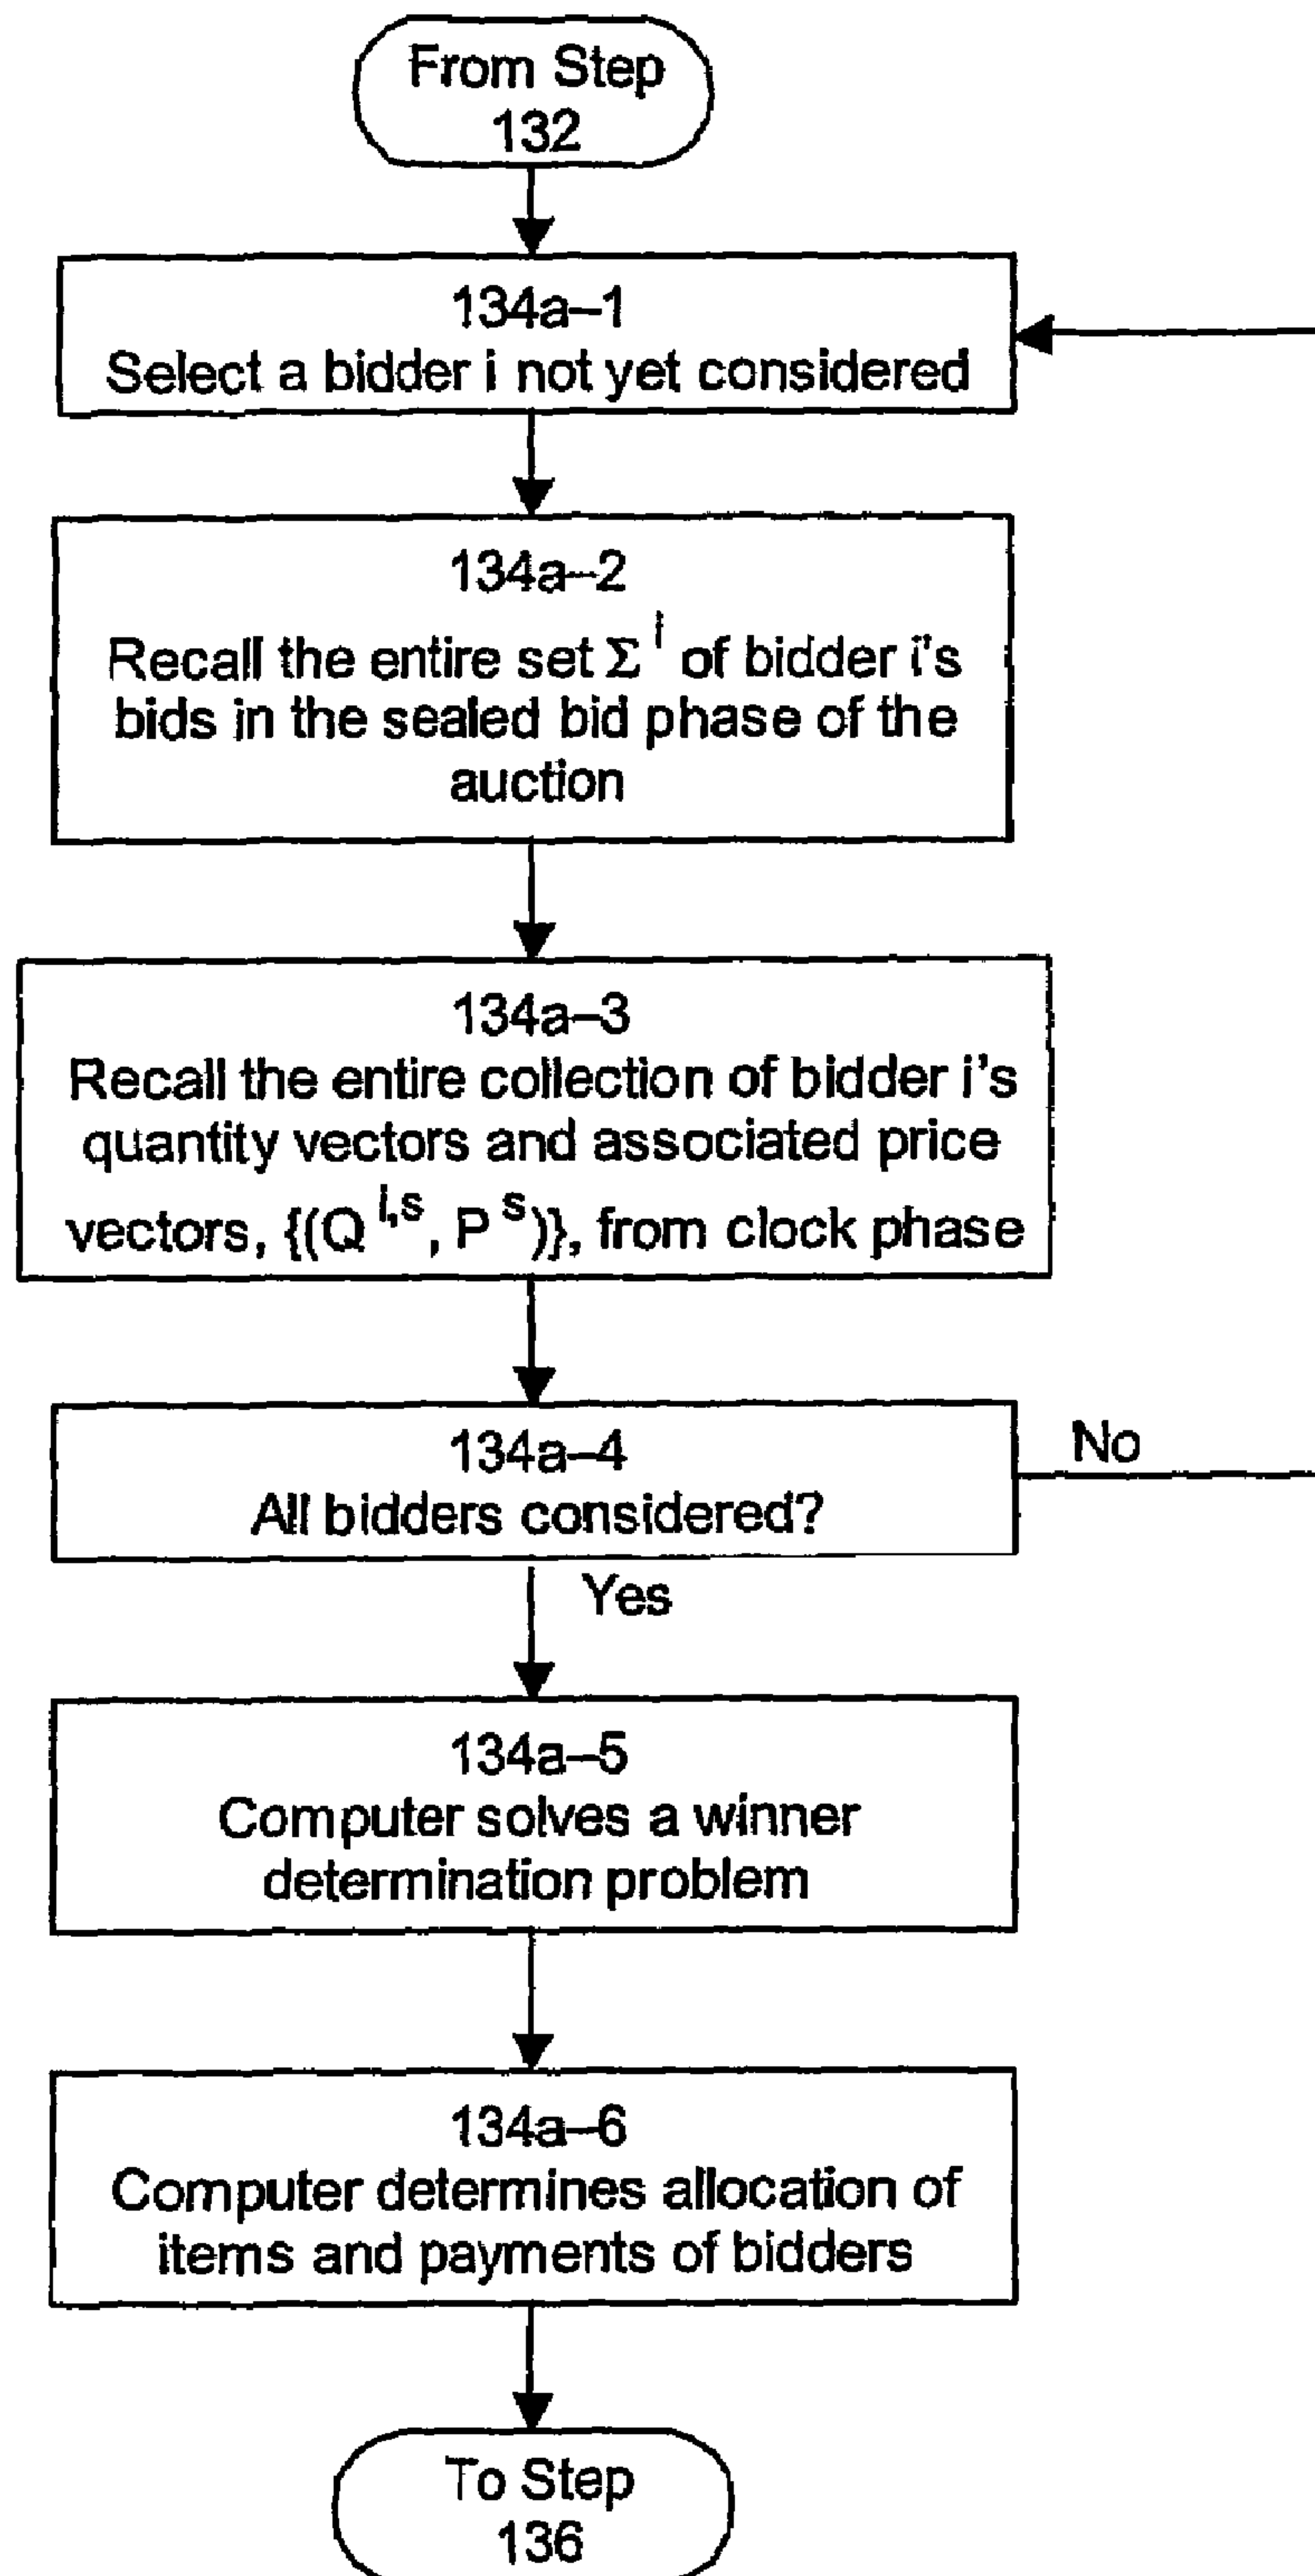 From Step
132
134a–1
Select a bidder i not yet considered
134a–2
Recall the entire set Σ^i of bidder i's
bids in the sealed bid phase of the
auction
134a–3
Recall the entire collection of bidder i's
quantity vectors and associated price
vectors, {(Q^i,s, P^s)}, from clock phase
134a–4
All bidders considered?
No
Yes
134a–5
Computer solves a winner
determination problem
134a–6
Computer determines allocation of
items and payments of bidders
To Step
136